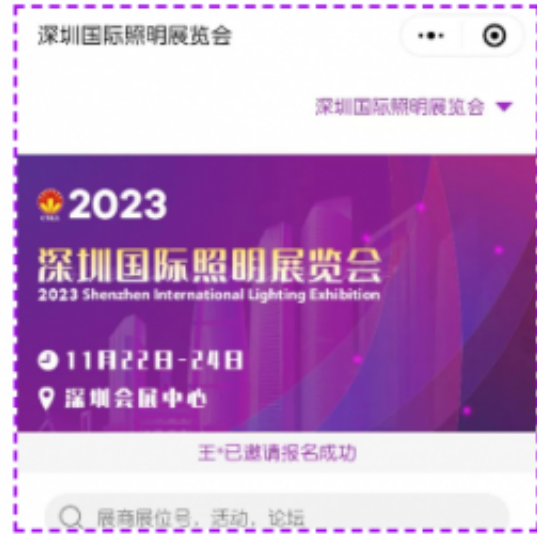 深圳国际照明展览会
深圳国际照明展览会
2023
深圳国际照明展览会
2023 Shenzhen International Lighting Exhibition
11月22日-24日
深圳会展中心
王*已邀请报名成功
展商展位号，活动，论坛